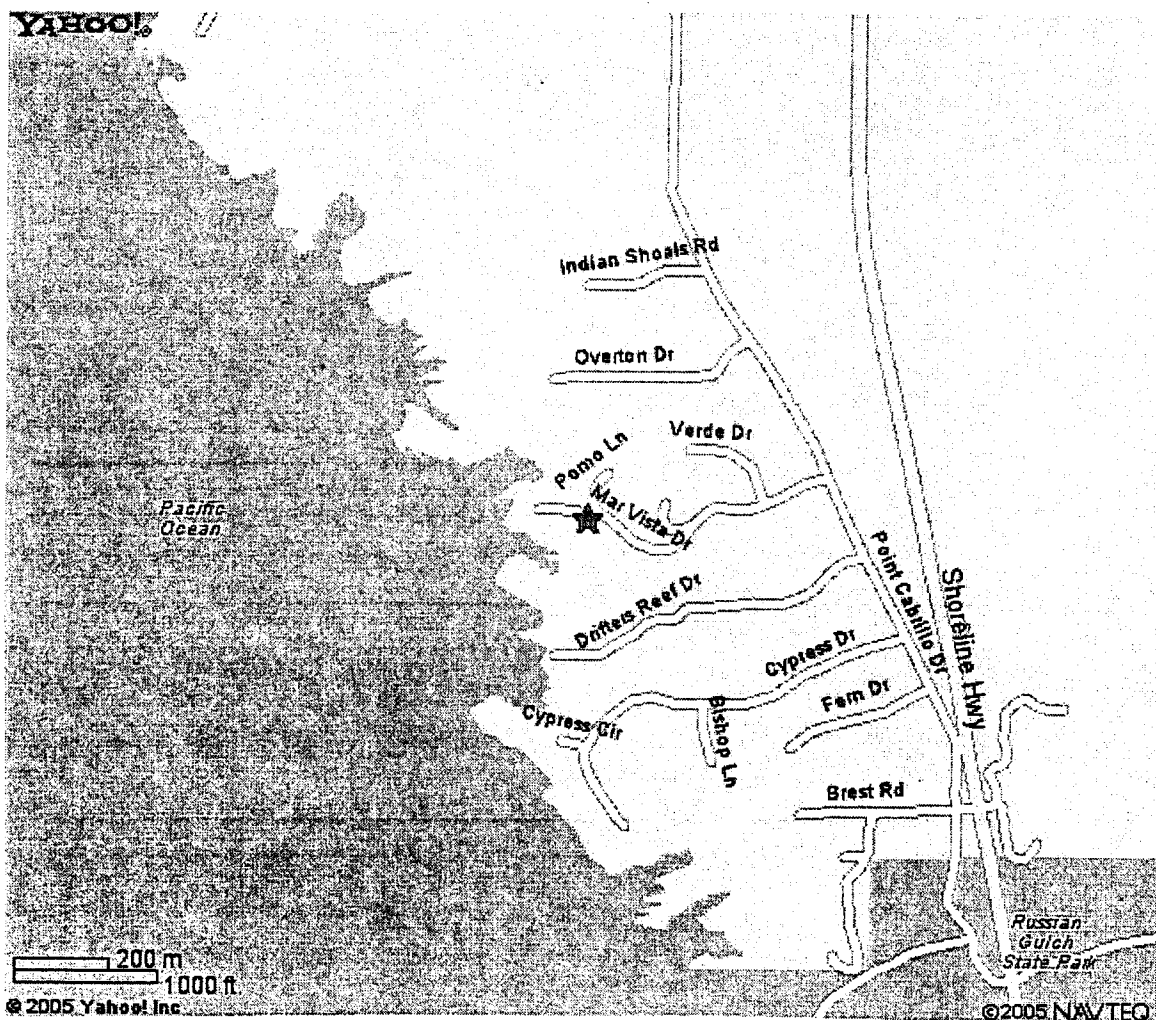 YAHOO!®
Indian Shoals Rd
Overton Dr
Verde Dr
Pomo Ln
Mar Vista Dr
Pacific
Ocean
Point Cabrillo Dr
Shoreline Hwy
Drifters Reef Dr
Cypress Dr
Fern Dr
Cypress Cir
Bishop Ln
Brest Rd
Russian
Gulch
State Park
200 m
1000 ft
© 2005 Yahoo! Inc
©2005 NAVTEQ